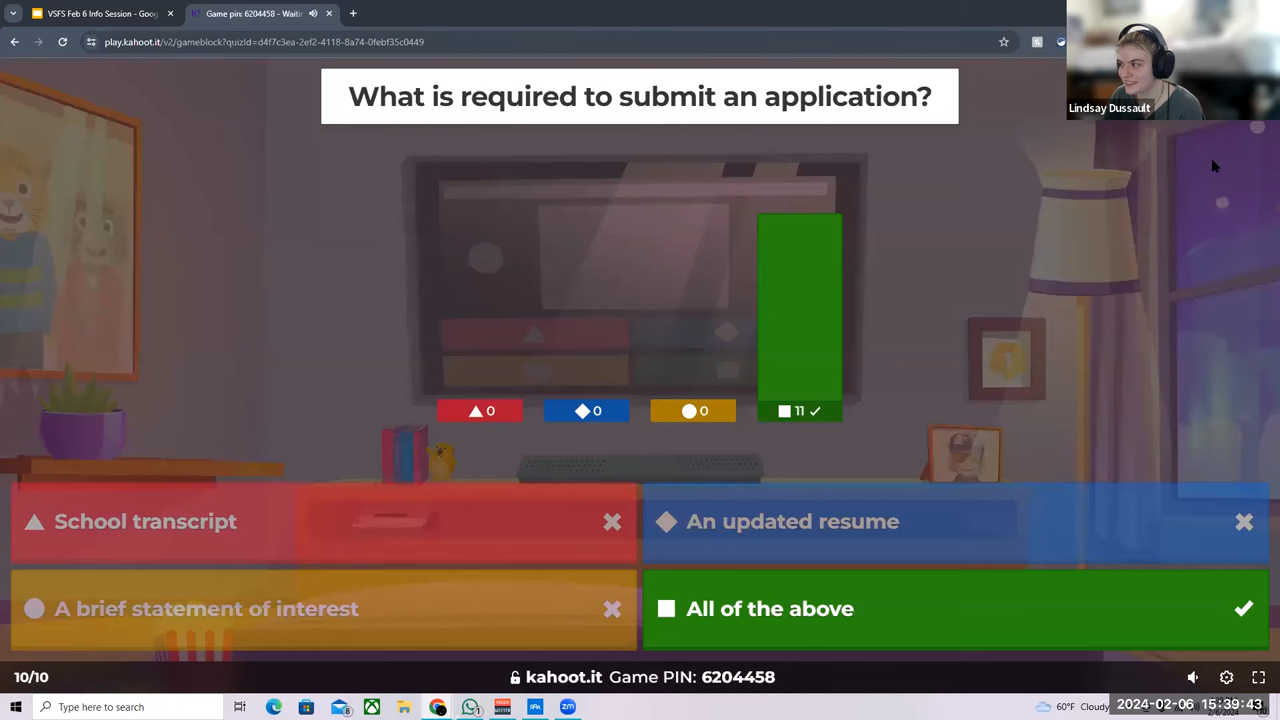 VSFS Feb 6 Info Session - Goog
Game pin: 6204458 - Waitin
play.kahoot.it/v2/gameblock?quizId=d4f7c3ea-2ef2-4118-8a74-0febf35c0449
What is required to submit an application?
Lindsay Dussault
0
0
0
11
School transcript
An updated resume
A brief statement of interest
All of the above
10/10
kahoot.it Game PIN: 6204458
Type here to search
8
1
60°F Cloudy
2024-02-06 15:39:43